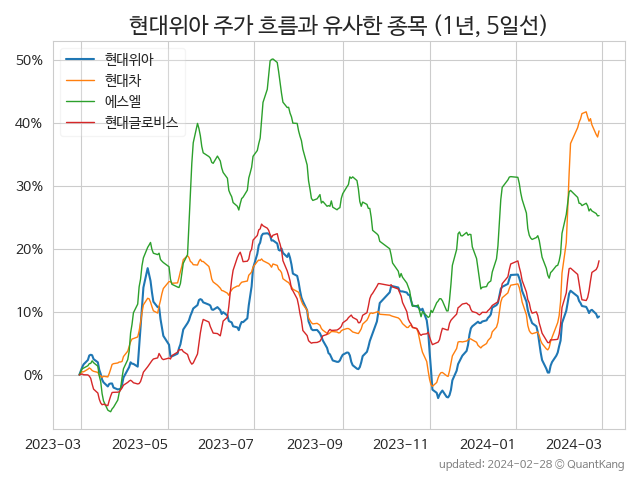 현대위아 주가 흐름과 유사한 종목 (1년, 5일선)
현대위아
현대차
에스엘
현대글로비스
50%
40%
30%
20%
10%
0%
2023-03 2023-05 2023-07 2023-09 2023-11 2024-01 2024-03
updated: 2024-02-28 © QuantKang